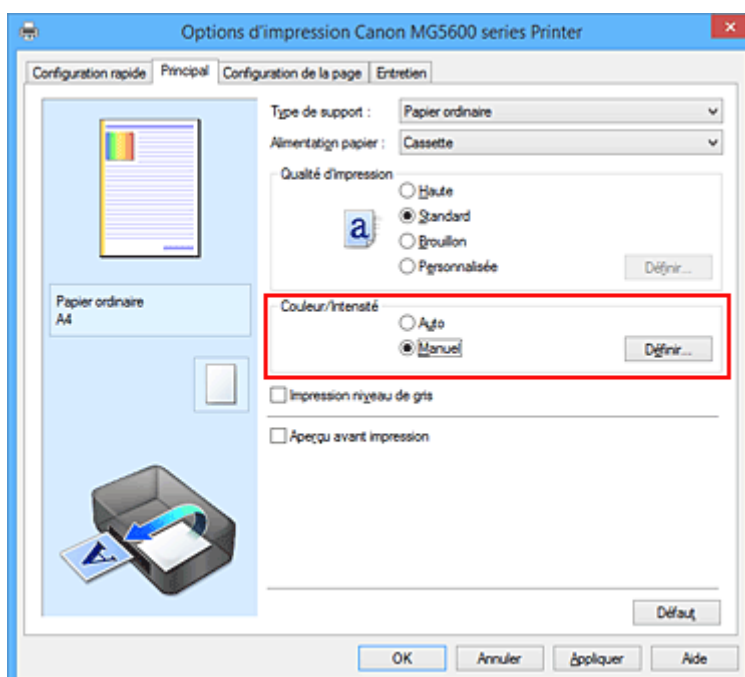 Options d'impression Canon MG5600 series Printer
Configuration rapide Principal Configuration de la page Entretien
Type de support : Papier ordinaire
Alimentation papier : Cassette
Qualité d'impression
Haute
a Standard
Brouillon
Personnalisée Définir...
Papier ordinaire
A4
Couleur/Intensité
Auto
Manuel Définir...
Impression niveau de gris
Aperçu avant impression
A
Défaut
OK Annuler Appliquer Aide